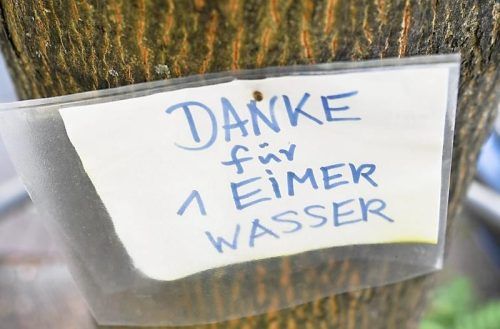 DANKE
für
1 EiMER
WASSER